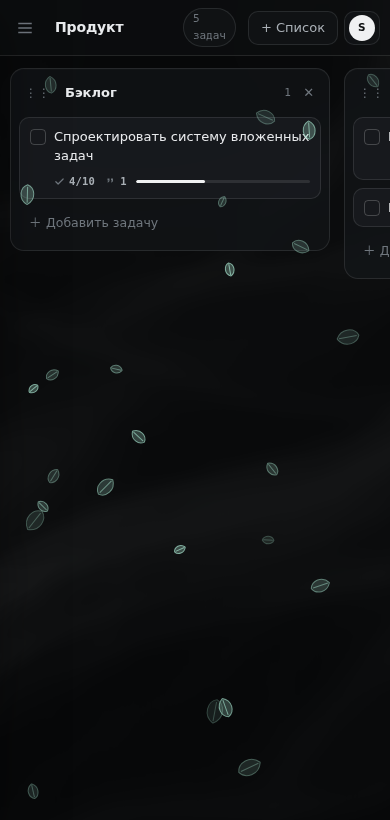 Продукт
5
задач
+ Список
S
Бэклог
1 ×
Спроектировать систему вложенных
задач
4/10 " 1
+ Добавить задачу
+ Д